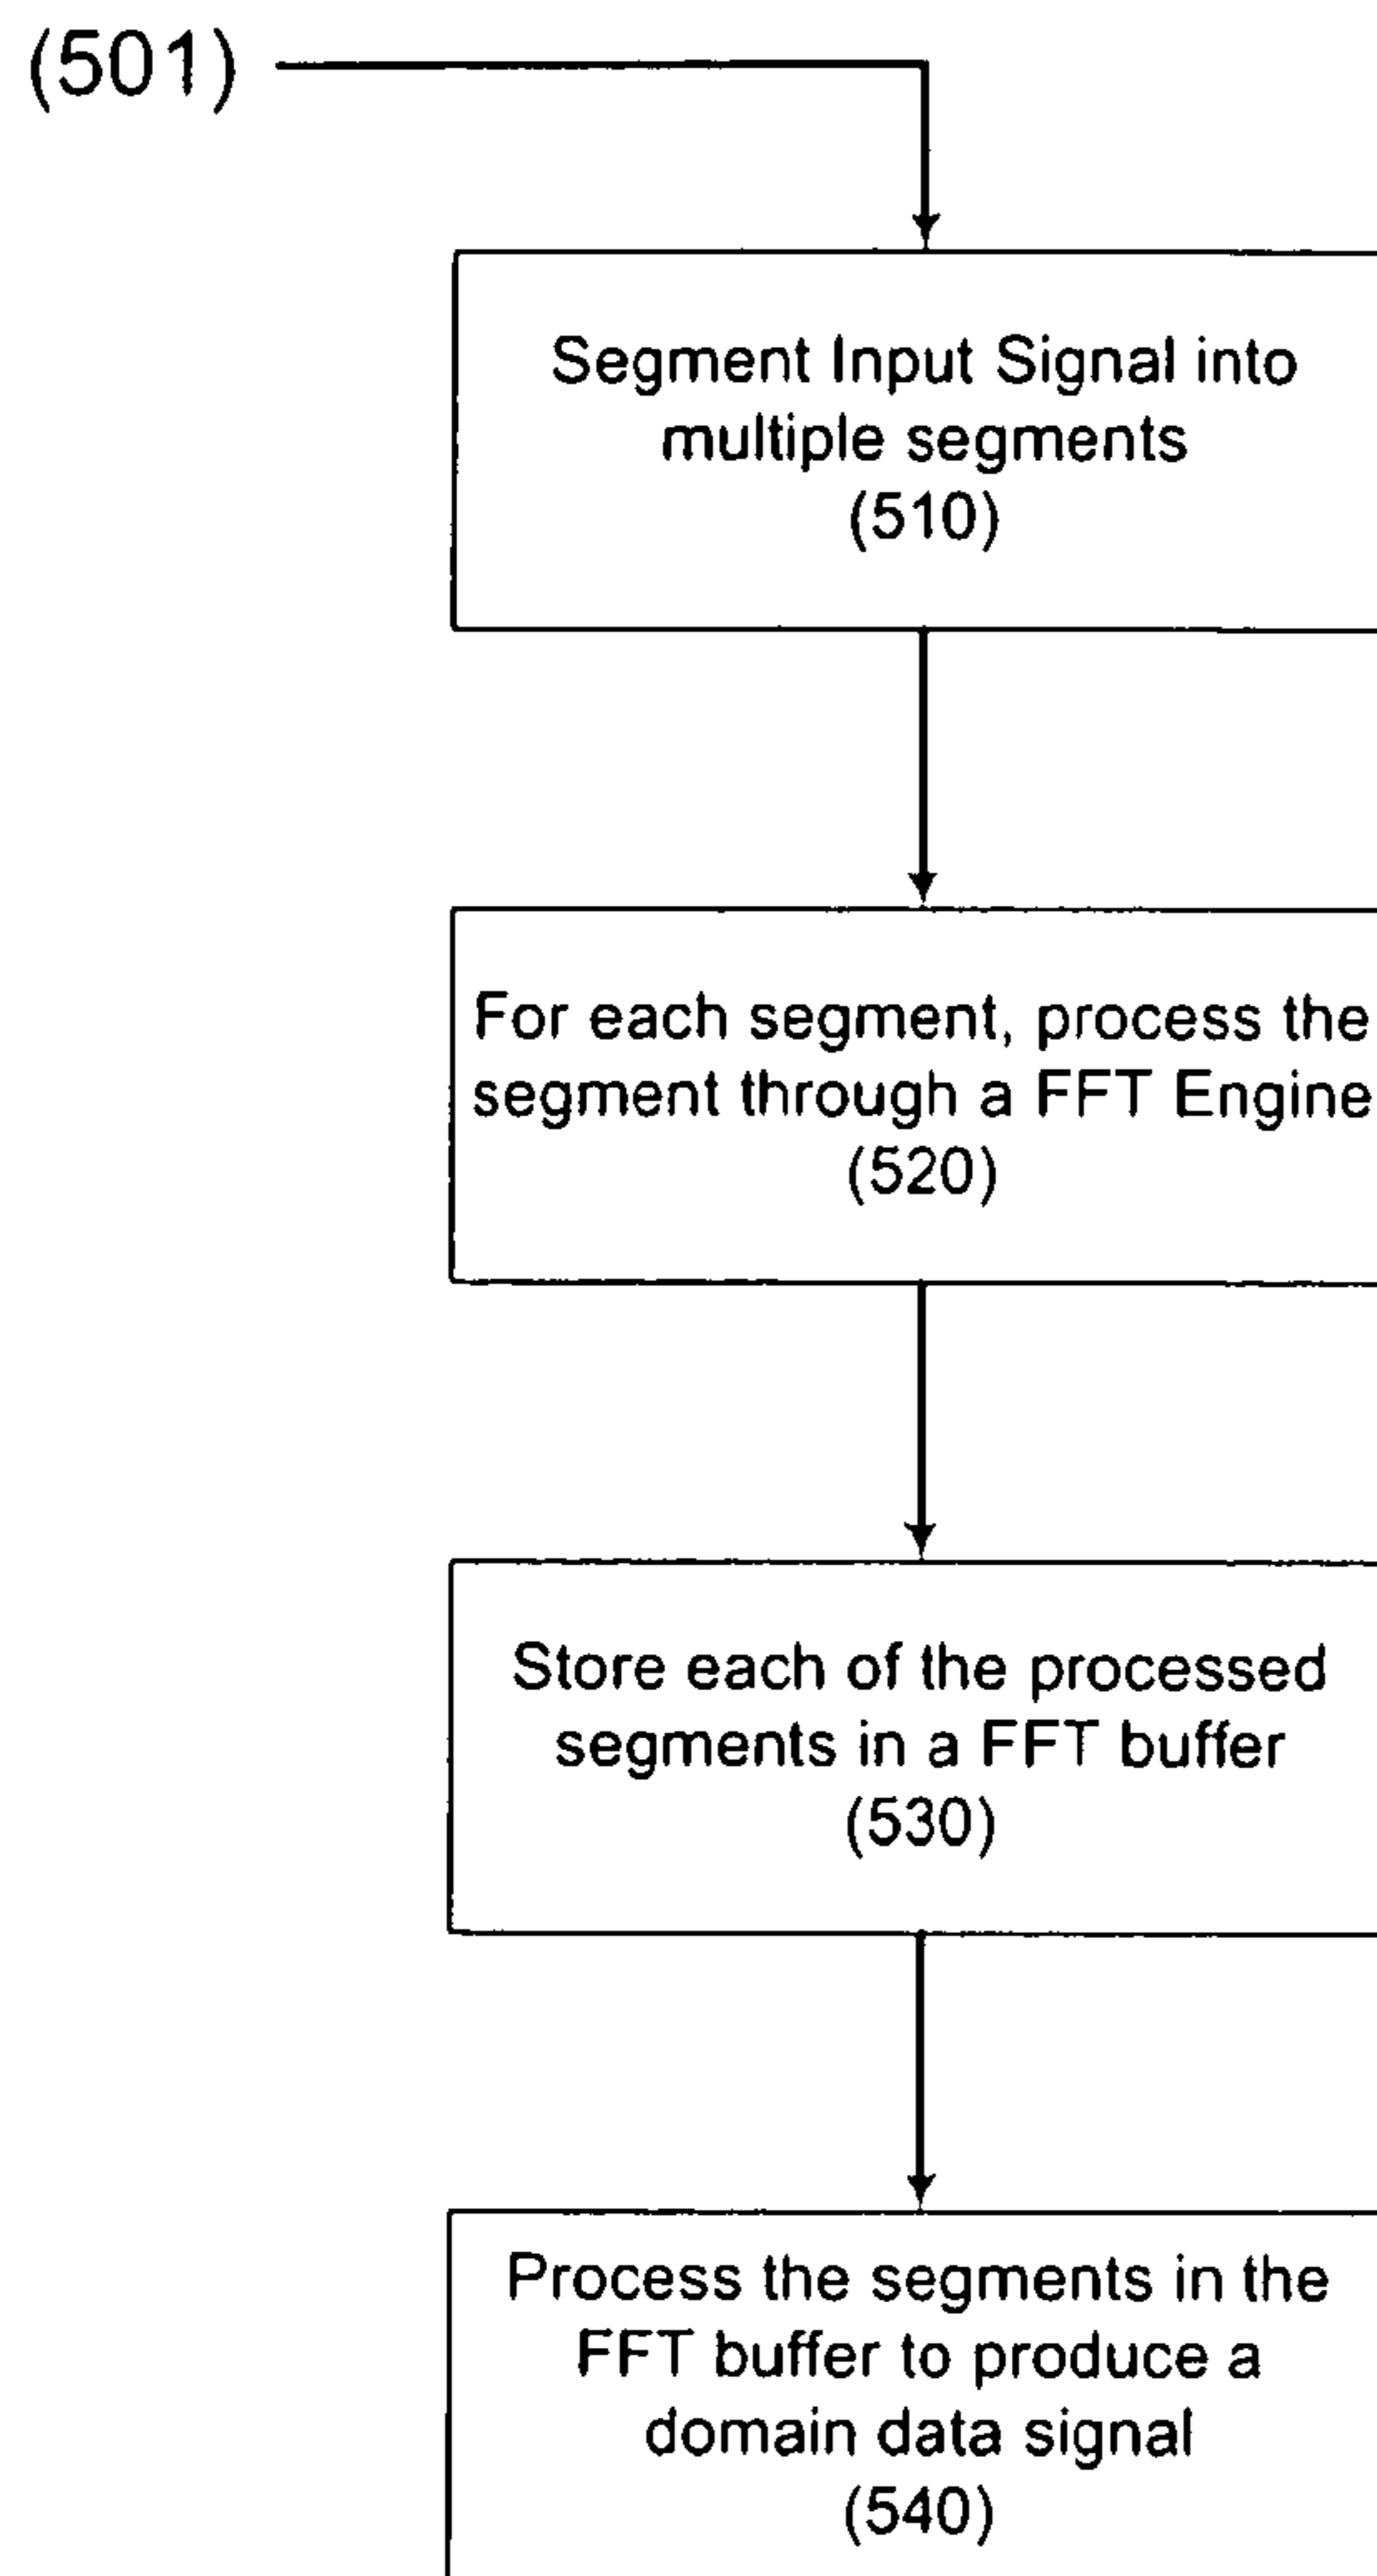 (501)
Segment Input Signal into
multiple segments
(510)
For each segment, process the
segment through a FFT Engine
(520)
Store each of the processed
segments in a FFT buffer
(530)
Process the segments in the
FFT buffer to produce a
domain data signal
(540)